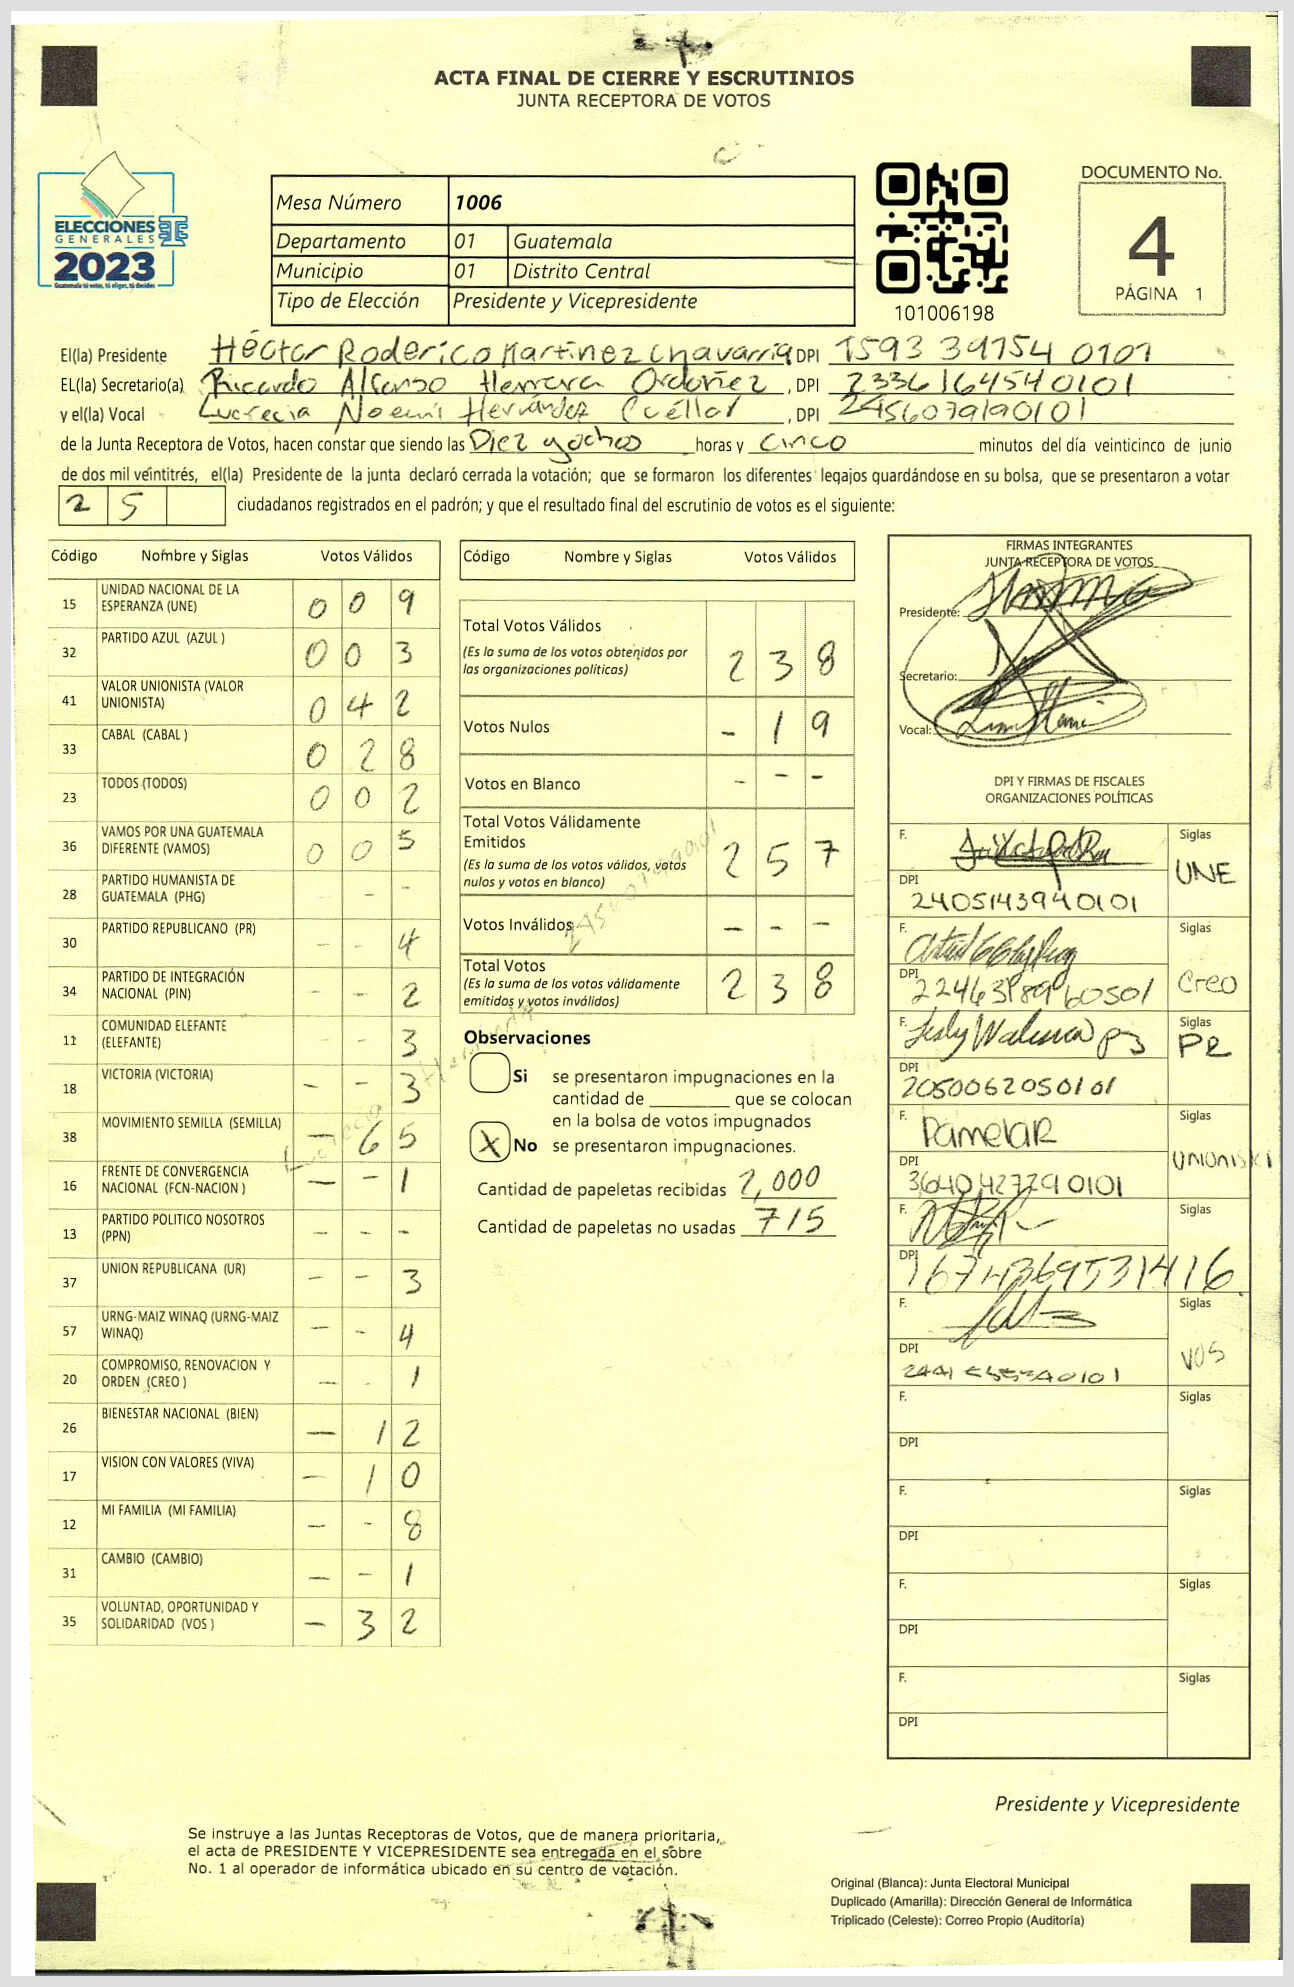 ACTA FINAL DE CIERRE Y ESCRUTINIOS
JUNTA RECEPTORA DE VOTOS
ELECCIONES
GENERALES
2023
Guatemala tú votas, tú eliges, tú decides
Mesa Número 1006
Departamento 01 Guatemala
Municipio 01 Distrito Central
Tipo de Elección Presidente y Vicepresidente
101006198
DOCUMENTO No.
4
PÁGINA 1
El(la) Presidente Héctor Roderico Martinez Chavarria DPI 1593 39754 0101
EL(la) Secretario(a) Ricardo Alfonso Herrera Ordoñez, DPI 2336164540101
y el(la) Vocal Lucrecia Noemí Hernández Cuéllar, DPI 2456079190101
de la Junta Receptora de Votos, hacen constar que siendo las Diez y ochos horas y cinco minutos del día veinticinco de junio
de dos mil veintitrés, el(la) Presidente de la junta declaró cerrada la votación; que se formaron los diferentes legajos guardándose en su bolsa, que se presentaron a votar
2 5 ciudadanos registrados en el padrón; y que el resultado final del escrutinio de votos es el siguiente:
Código Nombre y Siglas Votos Válidos
15 UNIDAD NACIONAL DE LA ESPERANZA (UNE) 0 0 9
32 PARTIDO AZUL (AZUL ) 0 0 3
41 VALOR UNIONISTA (VALOR UNIONISTA) 0 4 2
33 CABAL (CABAL ) 0 2 8
23 TODOS (TODOS) 0 0 2
36 VAMOS POR UNA GUATEMALA DIFERENTE (VAMOS) 0 0 5
28 PARTIDO HUMANISTA DE GUATEMALA (PHG) - -
30 PARTIDO REPUBLICANO (PR) - - 4
34 PARTIDO DE INTEGRACIÓN NACIONAL (PIN) - - 2
11 COMUNIDAD ELEFANTE (ELEFANTE) - - 3
18 VICTORIA (VICTORIA) - - 3
38 MOVIMIENTO SEMILLA (SEMILLA) - 6 5
16 FRENTE DE CONVERGENCIA NACIONAL (FCN-NACION ) - - 1
13 PARTIDO POLITICO NOSOTROS (PPN) - - -
37 UNION REPUBLICANA (UR) - - 3
57 URNG-MAIZ WINAQ (URNG-MAIZ WINAQ) - - 4
20 COMPROMISO, RENOVACION Y ORDEN (CREO ) - - 1
26 BIENESTAR NACIONAL (BIEN) - 1 2
17 VISION CON VALORES (VIVA) - 1 0
12 MI FAMILIA (MI FAMILIA) - - 8
31 CAMBIO (CAMBIO) - - 1
35 VOLUNTAD, OPORTUNIDAD Y SOLIDARIDAD (VOS ) - 3 2
Código Nombre y Siglas Votos Válidos
Total Votos Válidos 2 3 8
(Es la suma de los votos obtenidos por
las organizaciones políticas)
Votos Nulos - 1 9
Votos en Blanco - - -
Total Votos Válidamente
Emitidos 2 5 7
(Es la suma de los votos válidos, votos
nulos y votos en blanco)
Votos Inválidos - - -
Total Votos 2 3 8
(Es la suma de los votos válidamente
emitidos y votos inválidos)
Observaciones
Si se presentaron impugnaciones en la
cantidad de ________ que se colocan
en la bolsa de votos impugnados
X No se presentaron impugnaciones.
Cantidad de papeletas recibidas 2,000
Cantidad de papeletas no usadas 715
FIRMAS INTEGRANTES
JUNTA RECEPTORA DE VOTOS
Presidente:
Secretario:
Vocal:
DPI Y FIRMAS DE FISCALES
ORGANIZACIONES POLÍTICAS
F. Siglas UNE
DPI 2405143940101
F. Siglas Creo
DPI
F. Siglas PR
DPI 2050062050101
F. PamelaR Siglas
DPI 3640427790101
F. Siglas
DPI
F. Siglas VOS
DPI
F. Siglas
DPI
F. Siglas
DPI
F. Siglas
DPI
F. Siglas
DPI
Presidente y Vicepresidente
Se instruye a las Juntas Receptoras de Votos, que de manera prioritaria,
el acta de PRESIDENTE Y VICEPRESIDENTE sea entregada en el sobre
No. 1 al operador de informática ubicado en su centro de votación.
Original (Blanca): Junta Electoral Municipal
Duplicado (Amarilla): Dirección General de Informática
Triplicado (Celeste): Correo Propio (Auditoría)